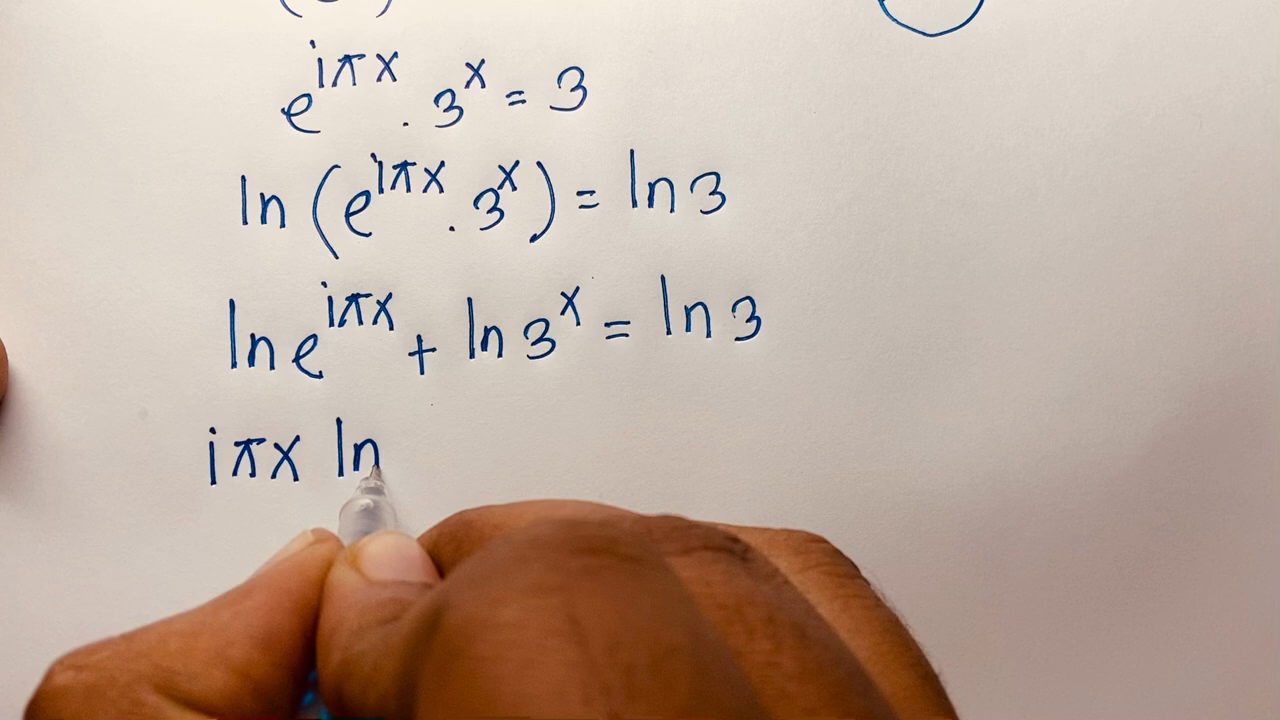 e^{iπx} . 3^x = 3
ln (e^{iπx} . 3^x) = ln 3
ln e^{iπx} + ln 3^x = ln 3
iπx ln